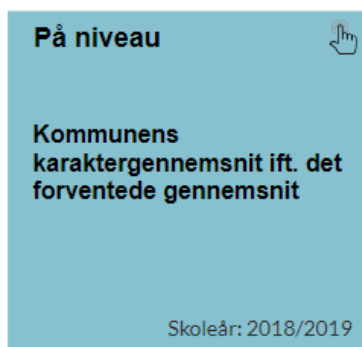 På niveau
Kommunens
karaktergennemsnit ift. det
forventede gennemsnit
Skoleår: 2018/2019